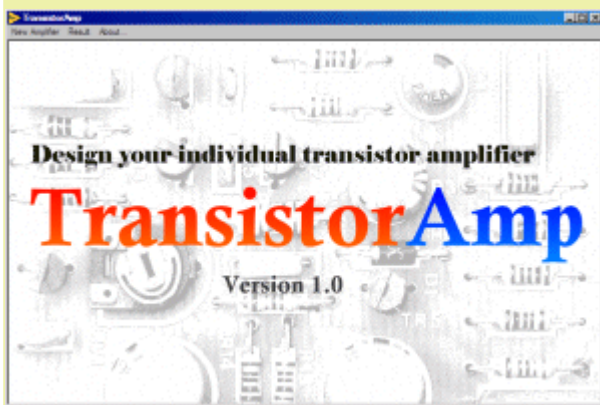 TransistorAmp
New Amplifier Result About...
Design your individual transistor amplifier
TransistorAmp
Version 1.0